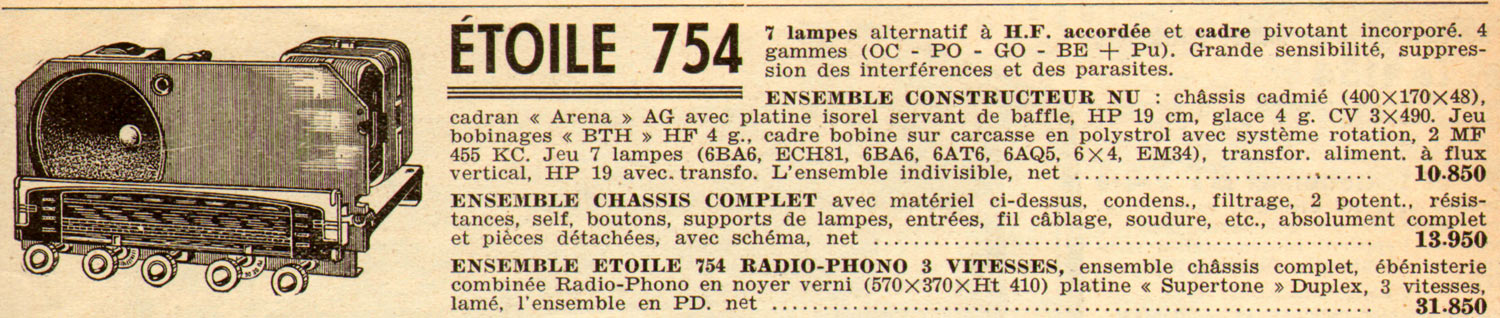 ÉTOILE 754
7 lampes alternatif à H.F. accordée et cadre pivotant incorporé. 4
gammes (OC - PO - GO - BE + Pu). Grande sensibilité, suppres-
sion des interférences et des parasites.
ENSEMBLE CONSTRUCTEUR NU : châssis cadmié (400×170×48),
cadran « Arena » AG avec platine isorel servant de baffle, HP 19 cm, glace 4 g. CV 3×490. Jeu
bobinages « BTH » HF 4 g., cadre bobine sur carcasse en polystrol avec système rotation, 2 MF
455 KC. Jeu 7 lampes (6BA6, ECH81, 6BA6, 6AT6, 6AQ5, 6×4, EM34), transfor. aliment. à flux
vertical, HP 19 avec. transfo. L'ensemble indivisible, net .............................. 10.850
ENSEMBLE CHASSIS COMPLET avec matériel ci-dessus, condens., filtrage, 2 potent., résis-
tances, self, boutons, supports de lampes, entrées, fil câblage, soudure, etc., absolument complet
et pièces détachées, avec schéma, net .................................................. 13.950
ENSEMBLE ETOILE 754 RADIO-PHONO 3 VITESSES, ensemble châssis complet, ébénisterie
combinée Radio-Phono en noyer verni (570×370×Ht 410) platine « Supertone » Duplex, 3 vitesses,
lamé, l'ensemble en PD. net ............................................................ 31.850